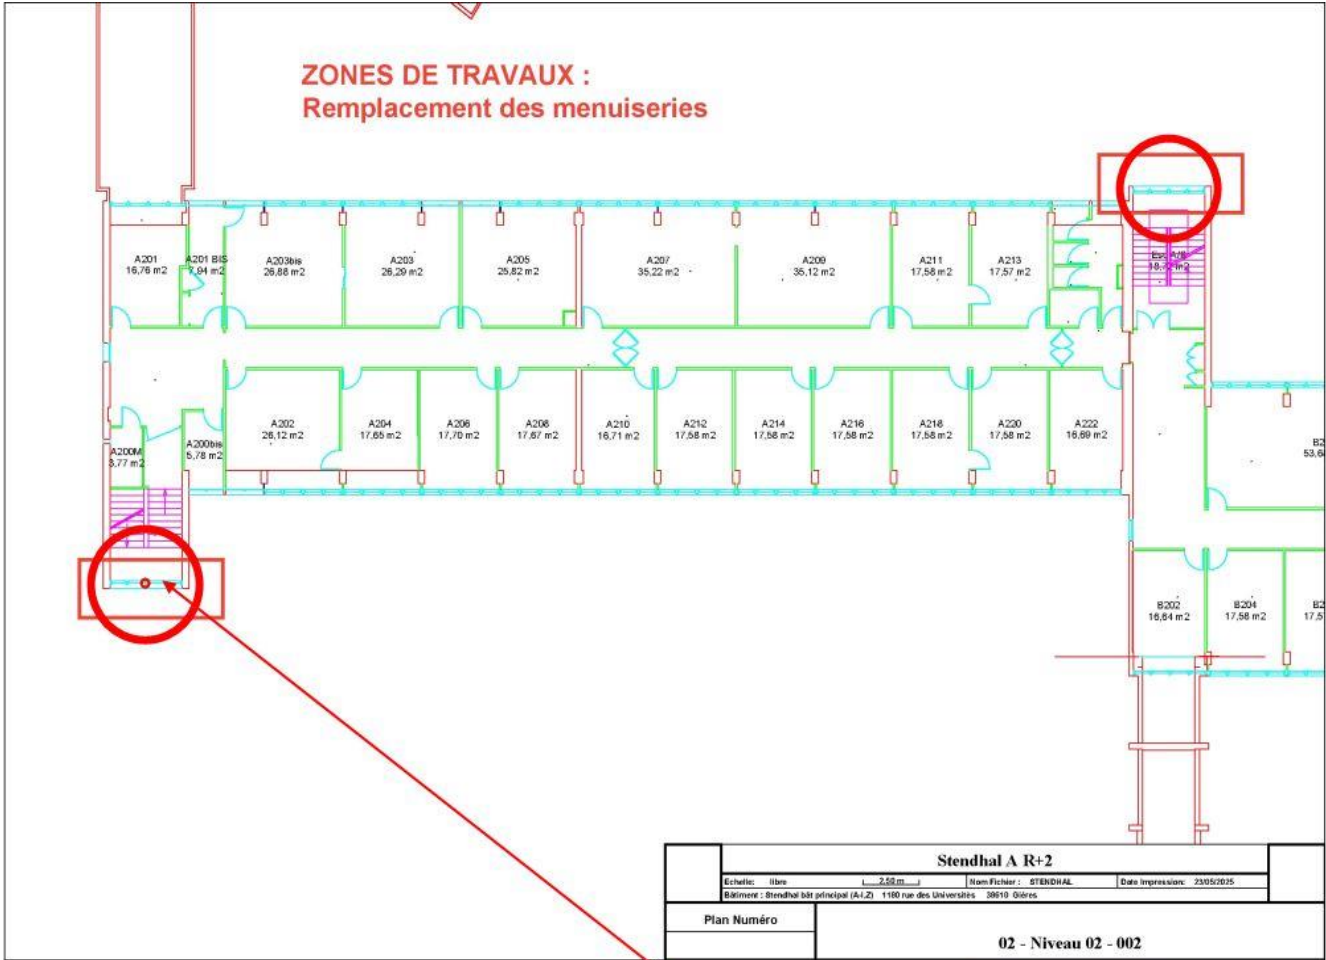 ZONES DE TRAVAUX :
Remplacement des menuiseries
A201
16,76 m2
A201 BIS
7,94 m2
A203bis
26,88 m2
A203
26,29 m2
A205
25,82 m2
A207
35,22 m2
A209
35,12 m2
A211
17,58 m2
A213
17,57 m2
A202
26,12 m2
A204
17,65 m2
A206
17,70 m2
A208
17,67 m2
A210
16,71 m2
A212
17,58 m2
A214
17,58 m2
A216
17,58 m2
A218
17,58 m2
A220
17,58 m2
A222
16,69 m2
A200M
3,77 m2
A200bis
5,78 m2
B2
53,6
B202
16,64 m2
B204
17,58 m2
B2
17,5
Stendhal A R+2
Echelle: libre 2,50 m Nom Fichier : STENDHAL Date Impression: 23/05/2025
Bâtiment : Stendhal bât principal (A-I,Z) 1180 rue des Universités 38610 Gières
Plan Numéro
02 - Niveau 02 - 002